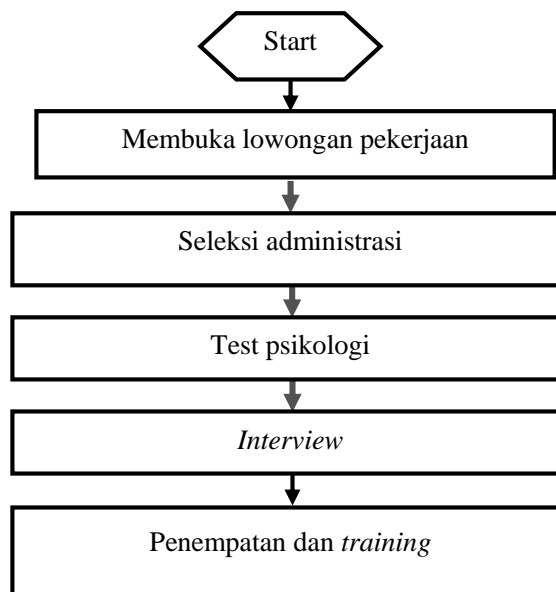 Start
Membuka lowongan pekerjaan
Seleksi administrasi
Test psikologi
Interview
Penempatan dan training